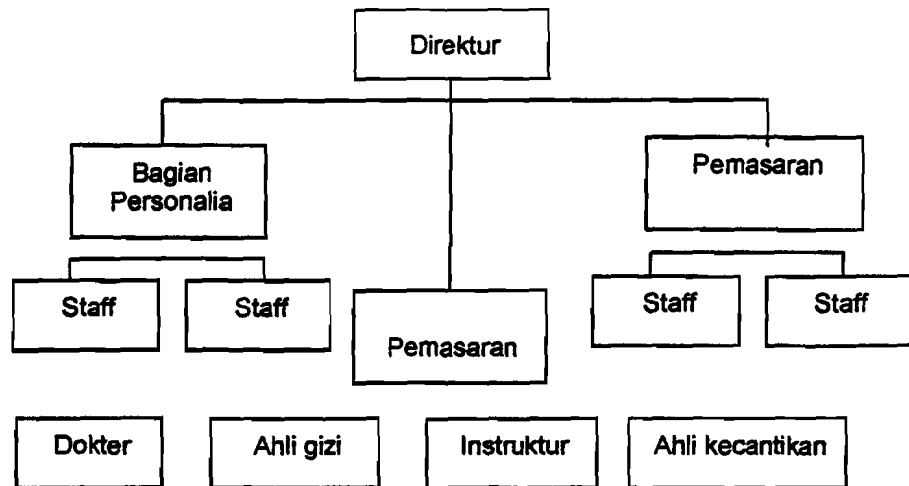 Direktur
Bagian
Personalia
Pemasaran
Staff
Staff
Pemasaran
Staff
Staff
Dokter
Ahli gizi
Instruktur
Ahli kecantikan